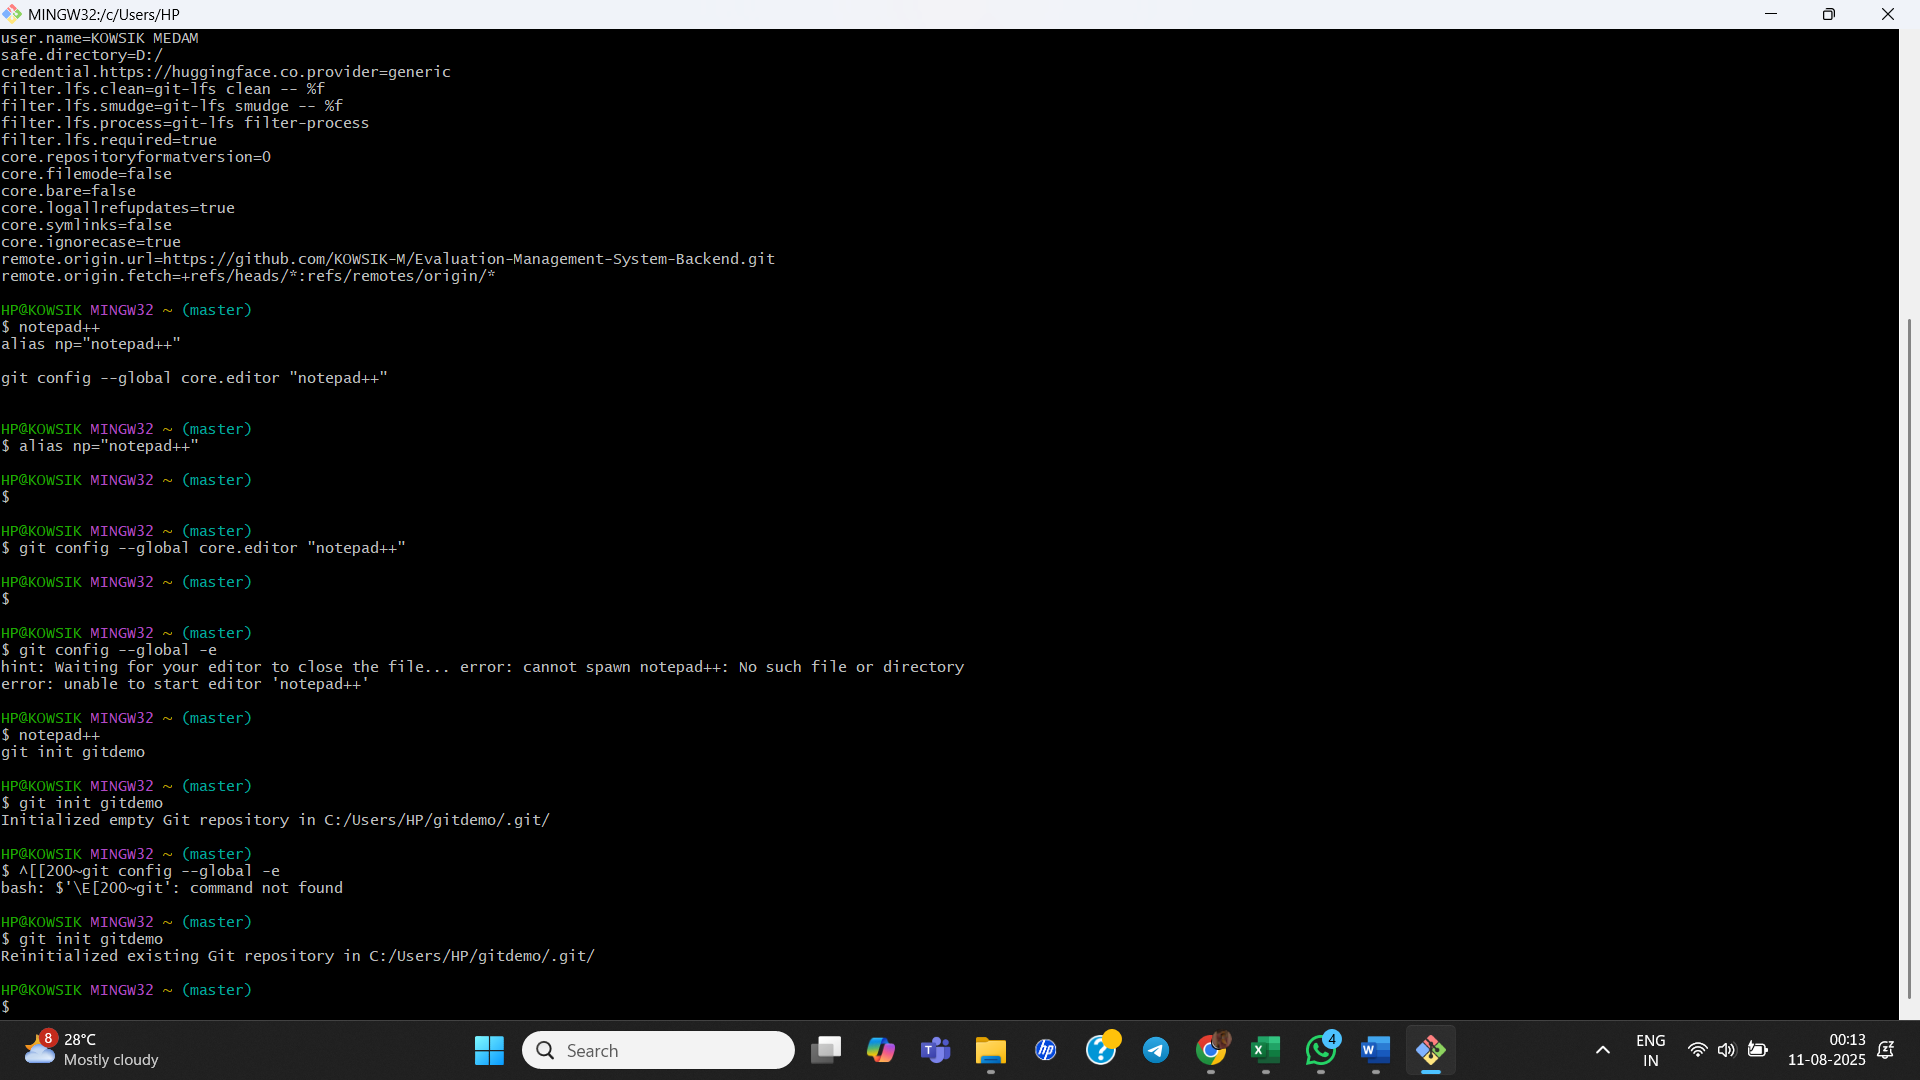 MINGW32:/c/Users/HP
user.name=KOWSIK MEDAM
safe.directory=D:/
credential.https://huggingface.co.provider=generic
filter.lfs.clean=git-lfs clean -- %f
filter.lfs.smudge=git-lfs smudge -- %f
filter.lfs.process=git-lfs filter-process
filter.lfs.required=true
core.repositoryformatversion=0
core.filemode=false
core.bare=false
core.logallrefupdates=true
core.symlinks=false
core.ignorecase=true
remote.origin.url=https://github.com/KOWSIK-M/Evaluation-Management-System-Backend.git
remote.origin.fetch=+refs/heads/*:refs/remotes/origin/*
HP@KOWSIK MINGW32 ~ (master)
$ notepad++
alias np="notepad++"
git config --global core.editor "notepad++"
HP@KOWSIK MINGW32 ~ (master)
$ alias np="notepad++"
HP@KOWSIK MINGW32 ~ (master)
$
HP@KOWSIK MINGW32 ~ (master)
$ git config --global core.editor "notepad++"
HP@KOWSIK MINGW32 ~ (master)
$
HP@KOWSIK MINGW32 ~ (master)
$ git config --global -e
hint: Waiting for your editor to close the file... error: cannot spawn notepad++: No such file or directory
error: unable to start editor 'notepad++'
HP@KOWSIK MINGW32 ~ (master)
$ notepad++
git init gitdemo
HP@KOWSIK MINGW32 ~ (master)
$ git init gitdemo
Initialized empty Git repository in C:/Users/HP/gitdemo/.git/
HP@KOWSIK MINGW32 ~ (master)
$ ^[[200~git config --global -e
bash: $'\E[200~git': command not found
HP@KOWSIK MINGW32 ~ (master)
$ git init gitdemo
Reinitialized existing Git repository in C:/Users/HP/gitdemo/.git/
HP@KOWSIK MINGW32 ~ (master)
$
8
28°C
Mostly cloudy
Search
T
hp
?
X
4
W
ENG
IN
00:13
11-08-2025